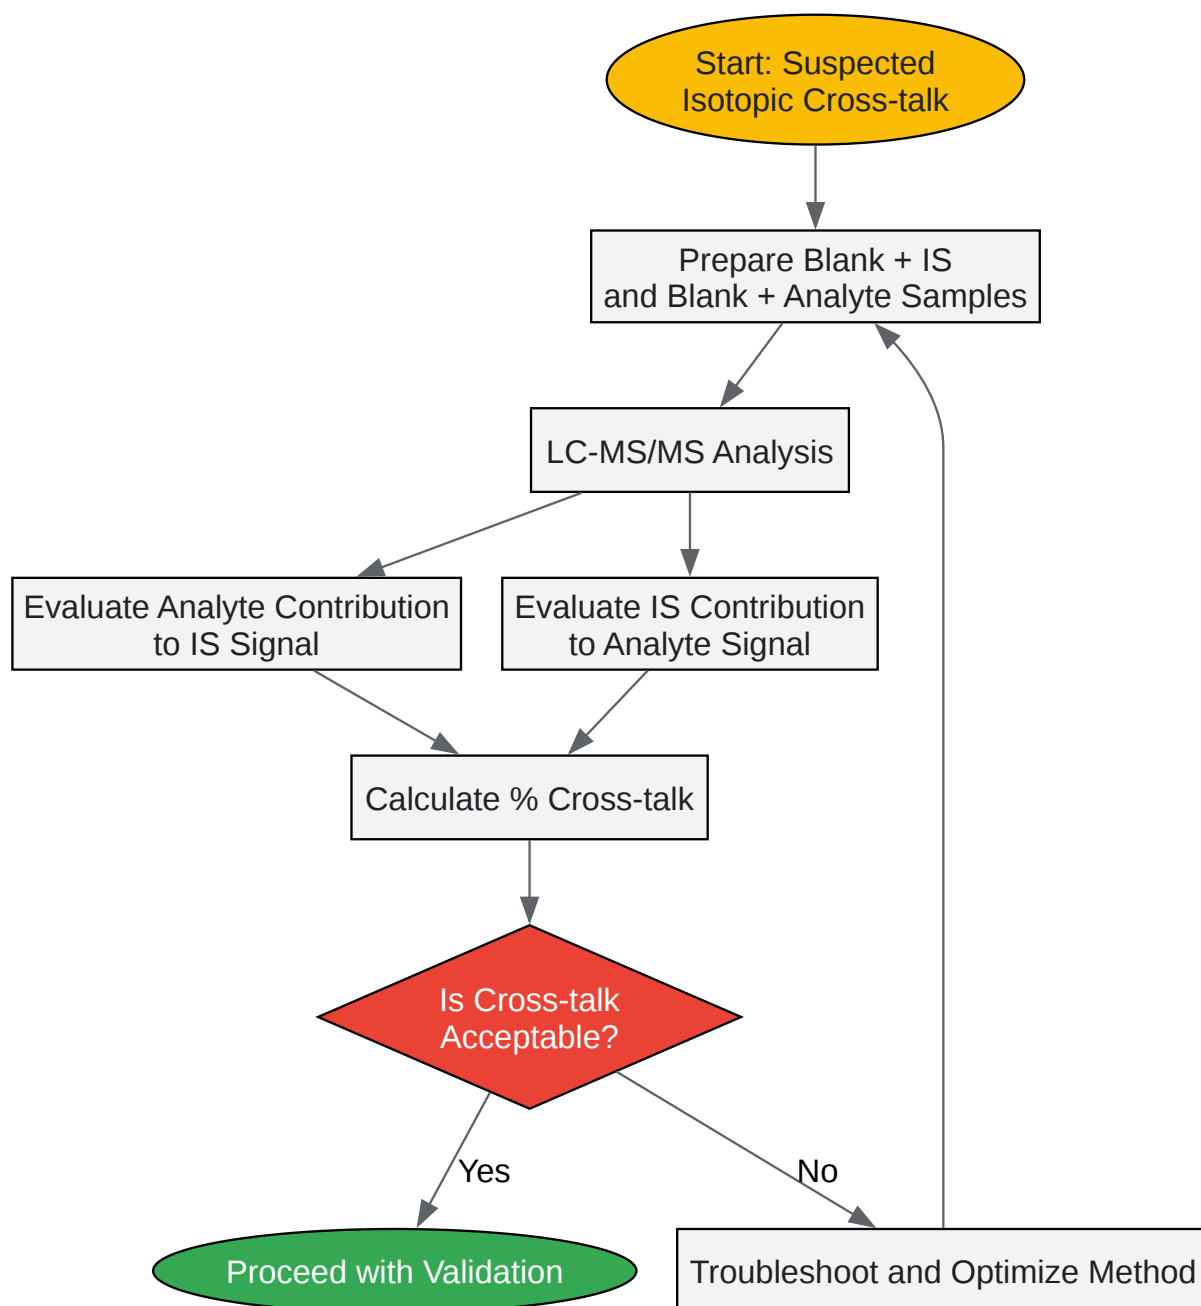 Start: Suspected
Isotopic Cross-talk
Prepare Blank + IS
and Blank + Analyte Samples
LC-MS/MS Analysis
Evaluate Analyte Contribution
to IS Signal
Evaluate IS Contribution
to Analyte Signal
Calculate % Cross-talk
Is Cross-talk
Acceptable?
Yes
No
Proceed with Validation
Troubleshoot and Optimize Method